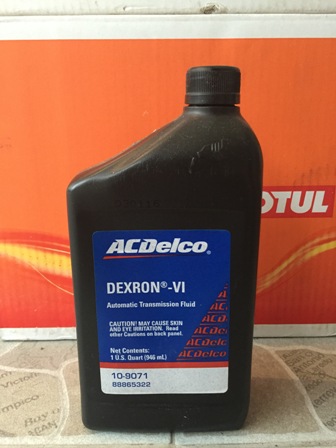 OTUL
ACDelco
DEXRON®-VI
Automatic Transmission Fluid
CAUTION! MAY CAUSE SKIN
AND EYE IRRITATION. Read
other Cautions on back panel.
Net Contents:
1 U.S. Quart (946 mL)
ACDelco
10-9071
88865322